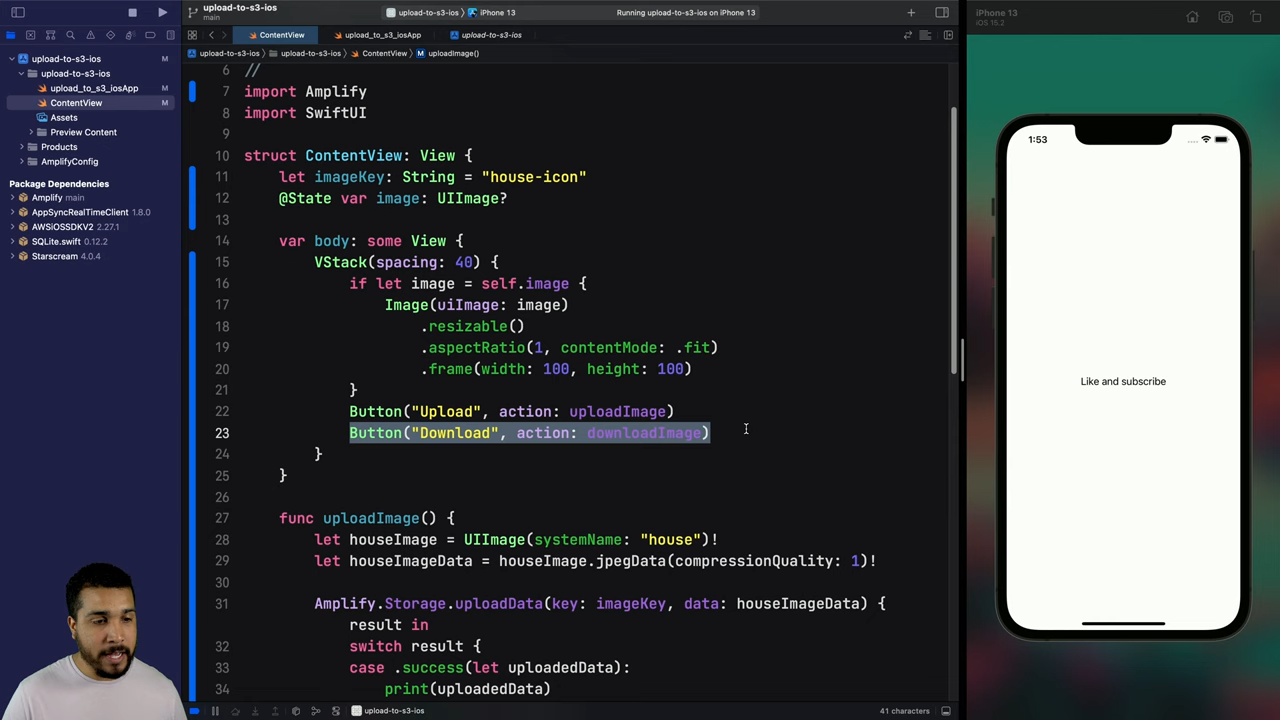 upload-to-s3-ios
main
upload-to-s3-ios
iPhone 13
Running upload-to-s3-ios on iPhone 13
iPhone 13
iOS 15.2
ContentView
upload_to_s3_iosApp
upload-to-s3-ios
upload-to-s3-ios
upload-to-s3-ios
ContentView
uploadImage()
upload-to-s3-ios M
upload-to-s3-ios
upload_to_s3_iosApp M
ContentView M
Assets
Preview Content
Products
AmplifyConfig
Package Dependencies
Amplify main
AppSyncRealTimeClient 1.8.0
AWSiOSSDKV2 2.27.1
SQLite.swift 0.12.2
Starscream 4.0.4
6 //
7 import Amplify
8 import SwiftUI
9
10 struct ContentView: View {
11 let imageKey: String = "house-icon"
12 @State var image: UIImage?
13
14 var body: some View {
15 VStack(spacing: 40) {
16 if let image = self.image {
17 Image(uiImage: image)
18 .resizable()
19 .aspectRatio(1, contentMode: .fit)
20 .frame(width: 100, height: 100)
21 }
22 Button("Upload", action: uploadImage)
23 Button("Download", action: downloadImage)
24 }
25 }
26
27 func uploadImage() {
28 let houseImage = UIImage(systemName: "house")!
29 let houseImageData = houseImage.jpegData(compressionQuality: 1)!
30
31 Amplify.Storage.uploadData(key: imageKey, data: houseImageData) {
result in
32 switch result {
33 case .success(let uploadedData):
34 print(uploadedData)
upload-to-s3-ios
41 characters
1:53
Like and subscribe